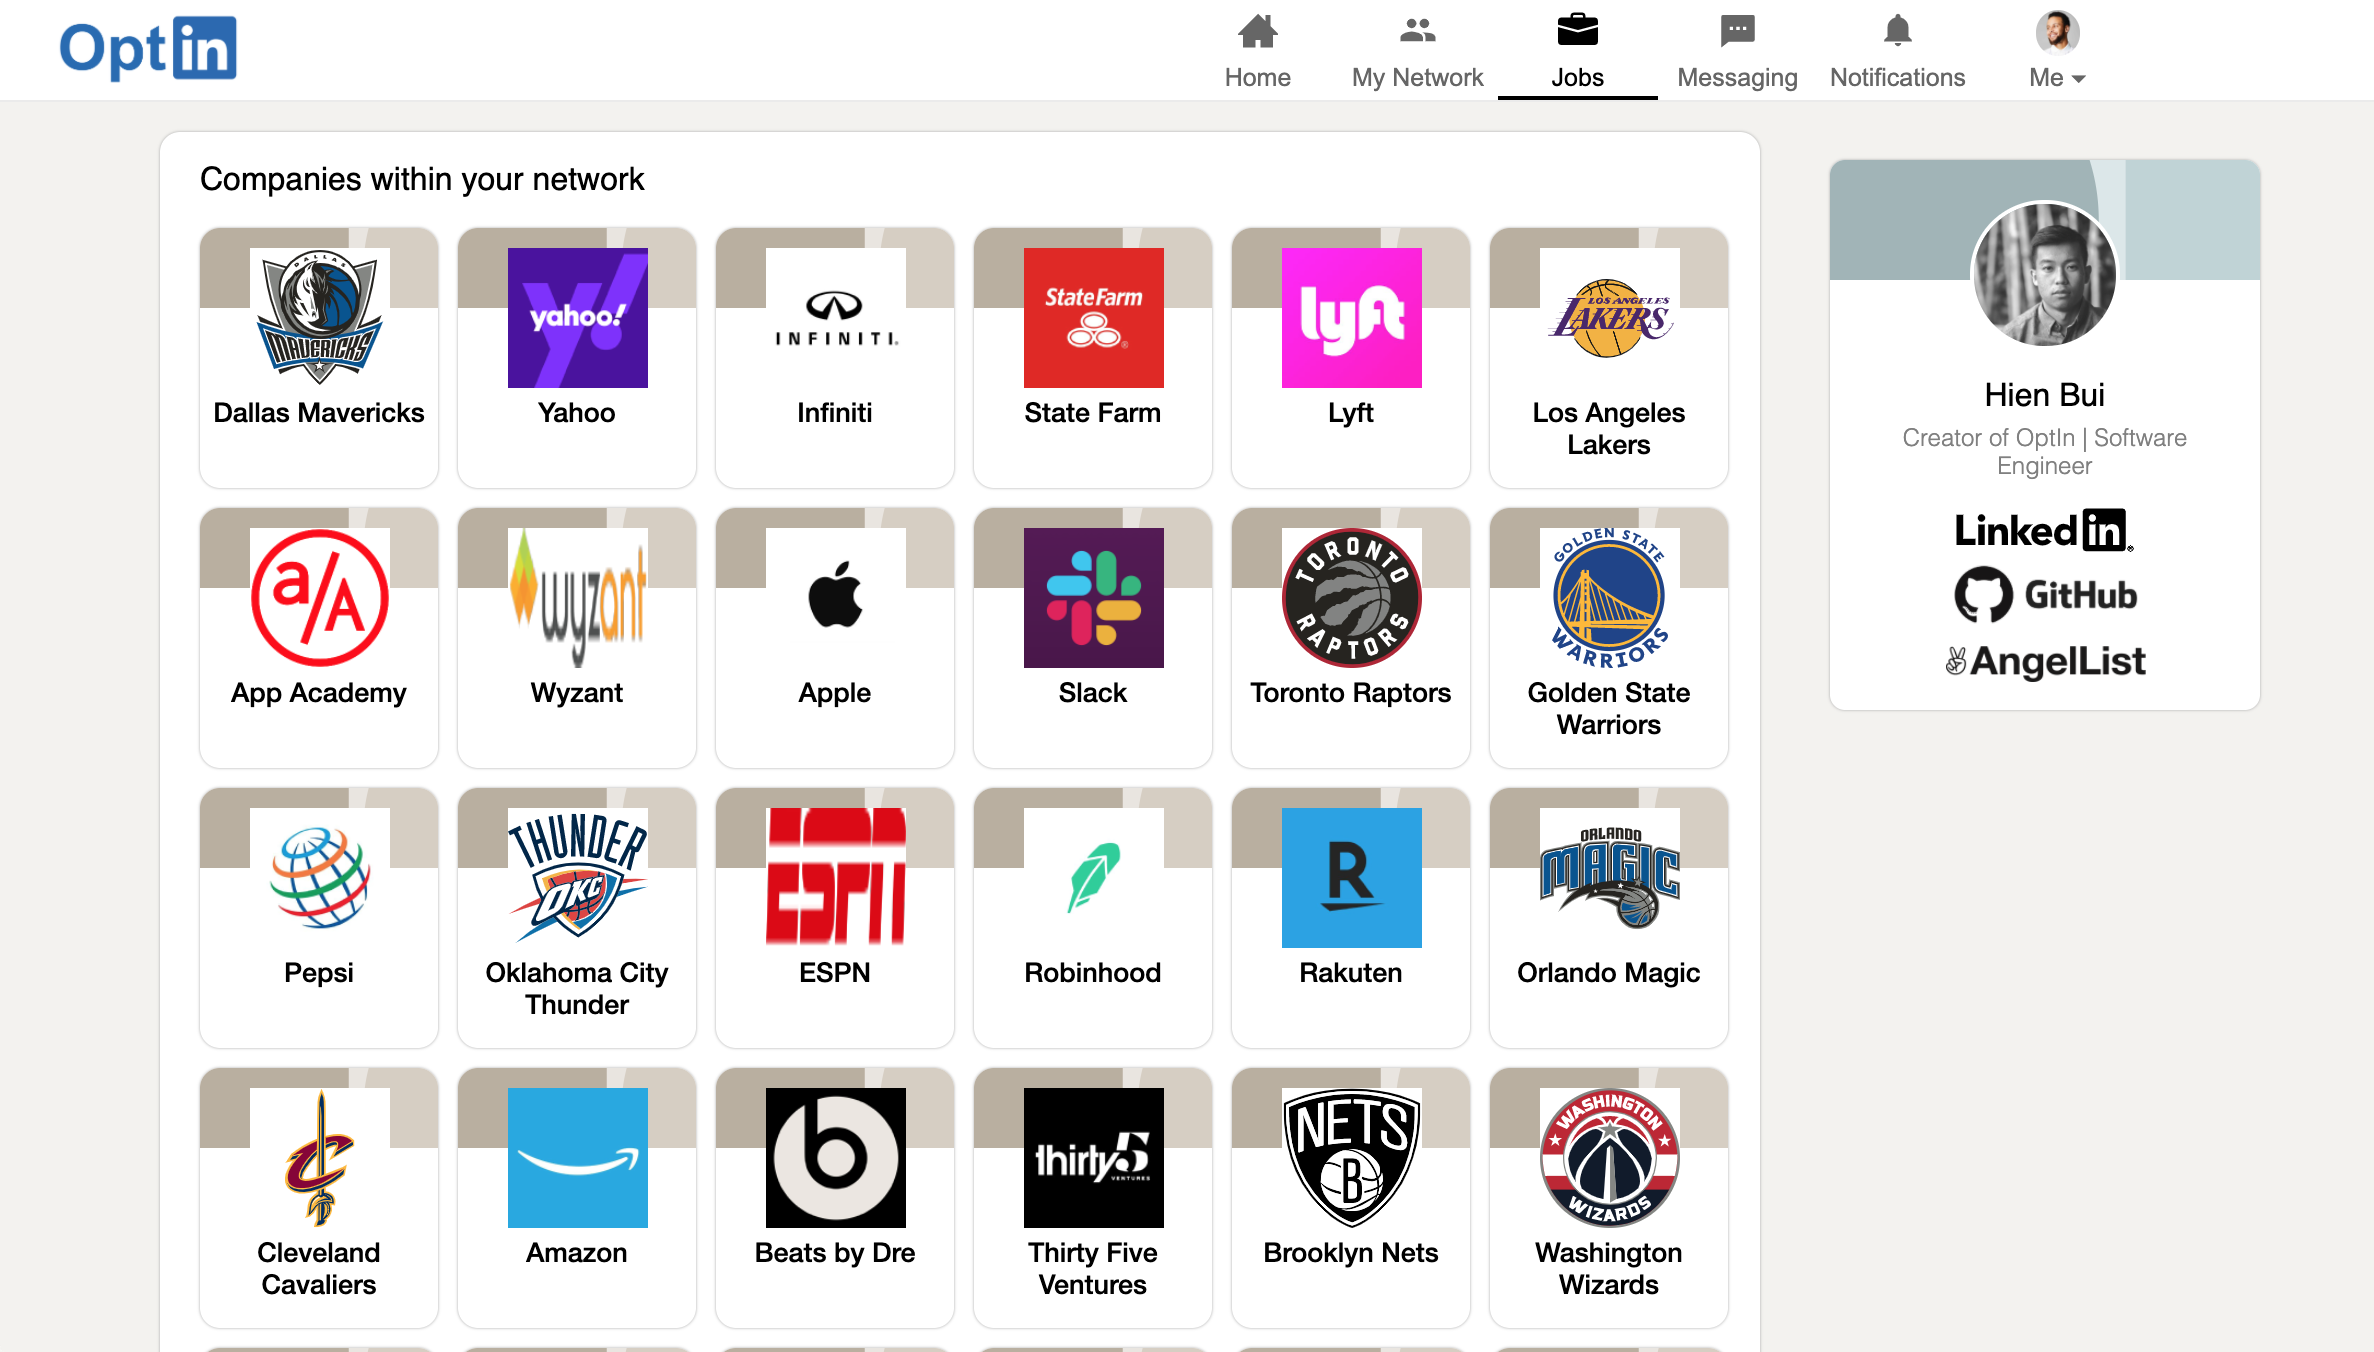 Optin
Home
My Network
Jobs
Messaging
Notifications
Me
Companies within your network
DALLAS
MAVERICKS
Dallas Mavericks
yahoo!
Yahoo
INFINITI
Infiniti
State Farm
State Farm
lyft
Lyft
LOS ANGELES
LAKERS
Los Angeles
Lakers
a/A
App Academy
wyzant
Wyzant
Apple
Slack
TORONTO
RAPTORS
Toronto Raptors
GOLDEN STATE
WARRIORS
Golden State
Warriors
Pepsi
THUNDER
OKC
Oklahoma City
Thunder
ESPN
ESPN
Robinhood
R
Rakuten
ORLANDO
MAGIC
Orlando Magic
C
Cleveland
Cavaliers
Amazon
b
Beats by Dre
thirty5
VENTURES
Thirty Five
Ventures
NETS
B
Brooklyn Nets
WASHINGTON
WIZARDS
Washington
Wizards
Hien Bui
Creator of OptIn | Software
Engineer
LinkedIn
GitHub
AngelList